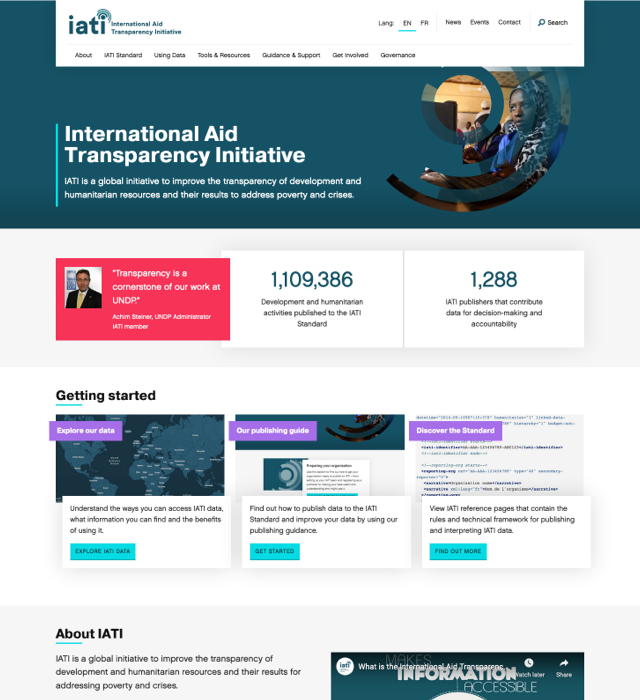 iati International Aid
Transparency Initiative
Lang: EN FR News Events Contact Search
About IATI Standard Using Data Tools & Resources Guidance & Support Get Involved Governance
International Aid
Transparency Initiative
IATI is a global initiative to improve the transparency of development and
humanitarian resources and their results to address poverty and crises.
"Transparency is a
cornerstone of our work at
UNDP."
Achim Steiner, UNDP Administrator
IATI member
1,109,386
Development and humanitarian
activities published to the IATI
Standard
1,288
IATI publishers that contribute
data for decision-making and
accountability
Getting started
Explore our data
Understand the ways you can access IATI data,
what information you can find and the benefits
of using it.
EXPLORE IATI DATA
Our publishing guide
Preparing your organisation
Find out how to publish data to the IATI
Standard and improve your data by using our
publishing guidance.
GET STARTED
Discover the Standard
<!--iati-identifier ends-->
<!--reporting-org starts-->
View IATI reference pages that contain the
rules and technical framework for publishing
and interpreting IATI data.
FIND OUT MORE
About IATI
IATI is a global initiative to improve the transparency of
development and humanitarian resources and their results for
addressing poverty and crises.
iati What is the International Aid Transparenc
Watch later Share
MAKES
INFORMATION
ACCESSIBLE